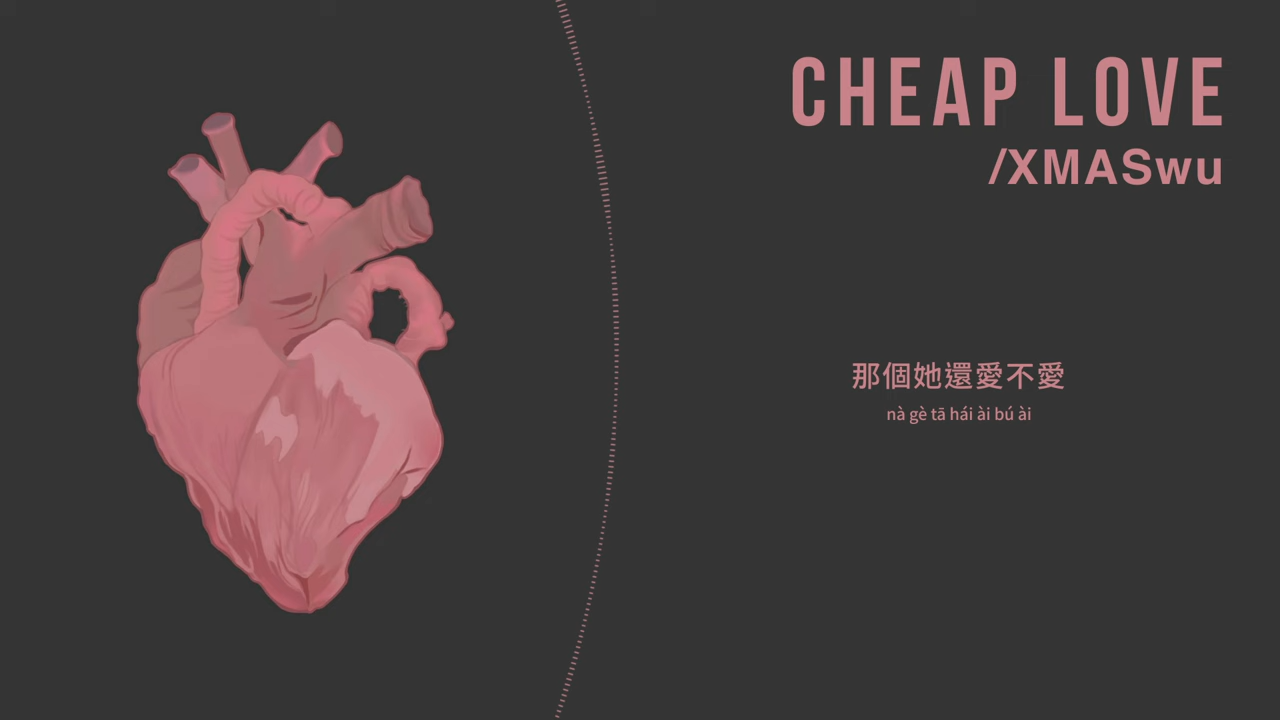 CHEAP LOVE
/XMASwu
那個她還愛不愛
nà gè tā hái ài bú ài